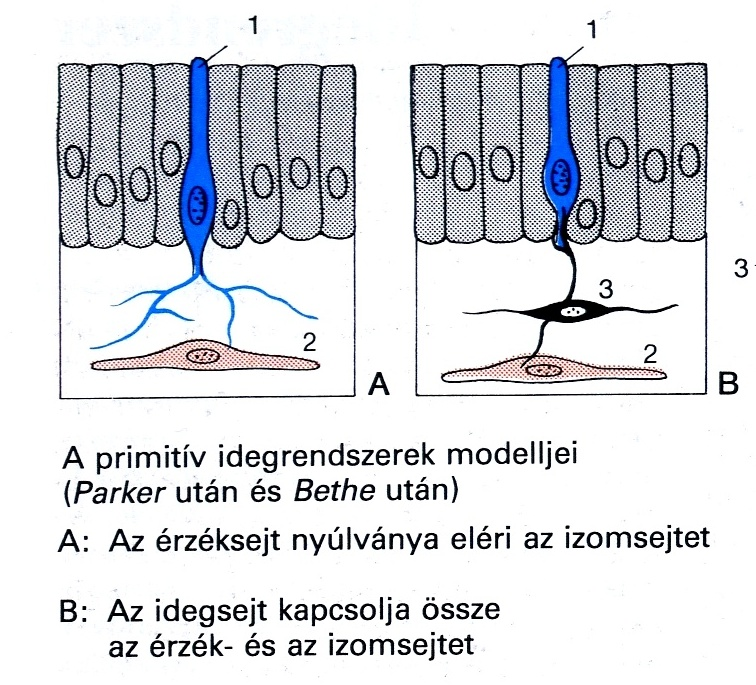 1
1
3
3
2
2
A
B
A primitív idegrendszerek modelljei
(Parker után és Bethe után)
A: Az érzéksejt nyúlványa eléri az izomsejtet
B: Az idegsejt kapcsolja össze
az érzék- és az izomsejtet